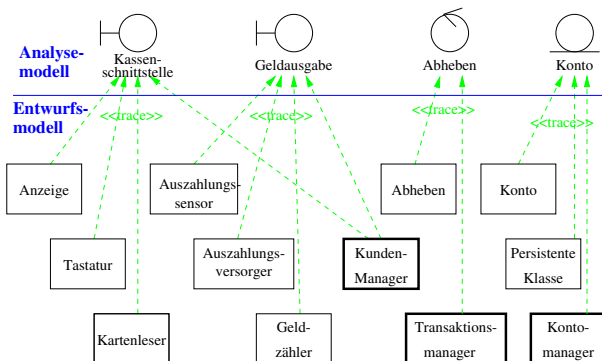 Analyse-
modell
Kassen-
schnittstelle
Geldausgabe
Abheben
Konto
Entwurfs-
modell
<<trace>>
<<trace>>
<<trace>>
<<trace>>
Anzeige
Auszahlungs-
sensor
Abheben
Konto
Tastatur
Auszahlungs-
versorger
Kunden-
Manager
Persistente
Klasse
Kartenleser
Geld-
zähler
Transaktions-
manager
Konto-
manager